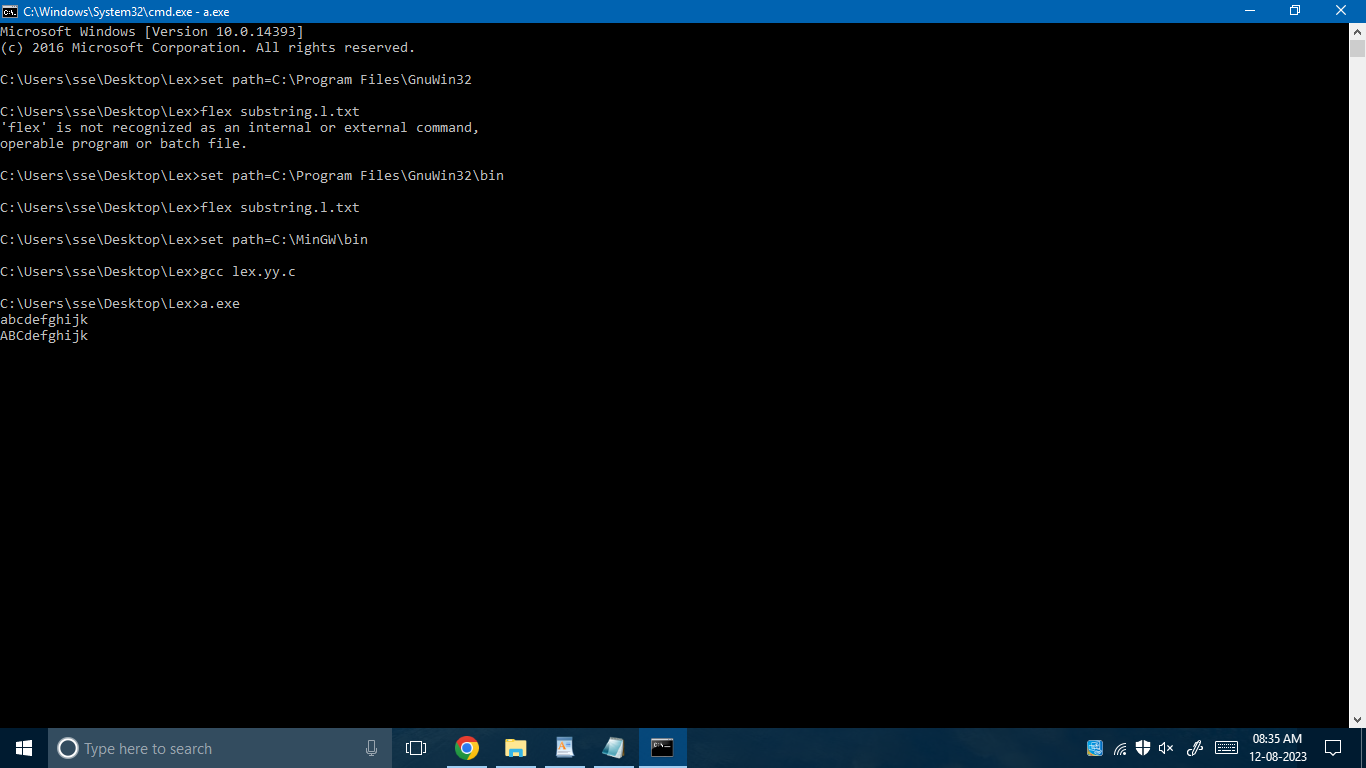 C:\Windows\System32\cmd.exe - a.exe
Microsoft Windows [Version 10.0.14393]
(c) 2016 Microsoft Corporation. All rights reserved.
C:\Users\sse\Desktop\Lex>set path=C:\Program Files\GnuWin32
C:\Users\sse\Desktop\Lex>flex substring.l.txt
'flex' is not recognized as an internal or external command,
operable program or batch file.
C:\Users\sse\Desktop\Lex>set path=C:\Program Files\GnuWin32\bin
C:\Users\sse\Desktop\Lex>flex substring.l.txt
C:\Users\sse\Desktop\Lex>set path=C:\MinGW\bin
C:\Users\sse\Desktop\Lex>gcc lex.yy.c
C:\Users\sse\Desktop\Lex>a.exe
abcdefghijk
ABCdefghijk
Type here to search
08:35 AM
12-08-2023